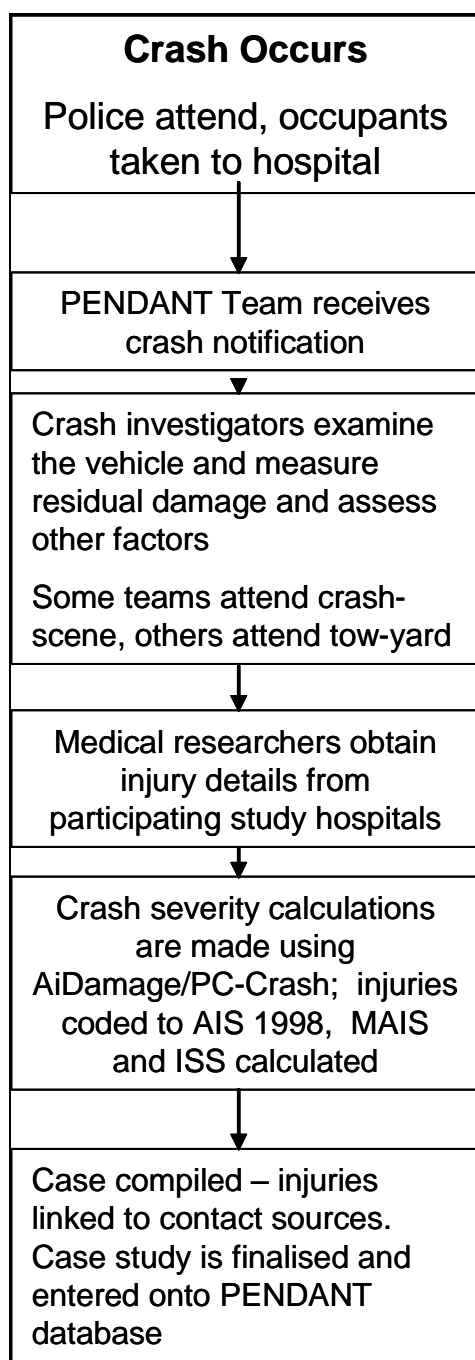 Crash Occurs
Police attend, occupants
taken to hospital
PENDANT Team receives
crash notification
Crash investigators examine
the vehicle and measure
residual damage and assess
other factors
Some teams attend crash-
scene, others attend tow-yard
Medical researchers obtain
injury details from
participating study hospitals
Crash severity calculations
are made using
AiDamage/PC-Crash; injuries
coded to AIS 1998, MAIS
and ISS calculated
Case compiled – injuries
linked to contact sources.
Case study is finalised and
entered onto PENDANT
database